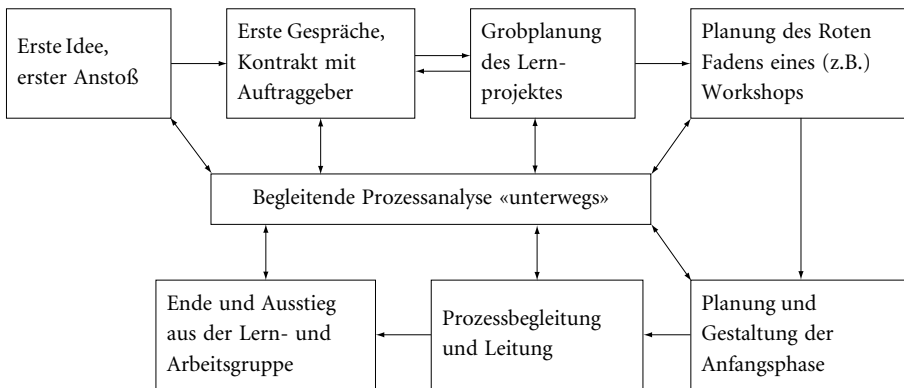 Erste Idee,
erster Anstoß
Erste Gespräche,
Kontrakt mit
Auftraggeber
Grobplanung
des Lern-
projektes
Planung des Roten
Fadens eines (z.B.)
Workshops
Begleitende Prozessanalyse «unterwegs»
Ende und Ausstieg
aus der Lern- und
Arbeitsgruppe
Prozessbegleitung
und Leitung
Planung und
Gestaltung der
Anfangsphase